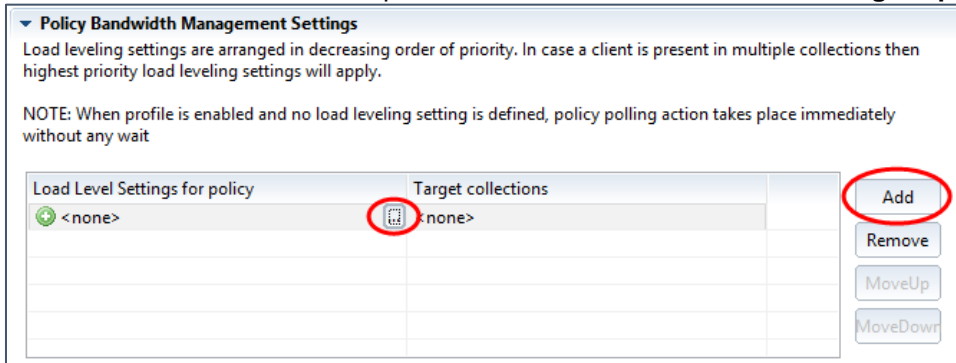 Policy Bandwidth Management Settings
Load leveling settings are arranged in decreasing order of priority. In case a client is present in multiple collections then
highest priority load leveling settings will apply.
NOTE: When profile is enabled and no load leveling setting is defined, policy polling action takes place immediately
without any wait
Load Level Settings for policy Target collections
<none> ... <none>
Add
Remove
MoveUp
MoveDown